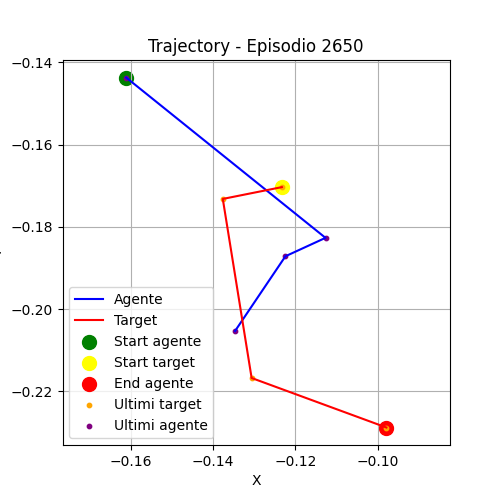 Trajectory - Episodio 2650
−0.14
−0.16
−0.18
−0.20
−0.22
Agente
Target
Start agente
Start target
End agente
Ultimi target
Ultimi agente
−0.16
−0.14
−0.12
−0.10
X